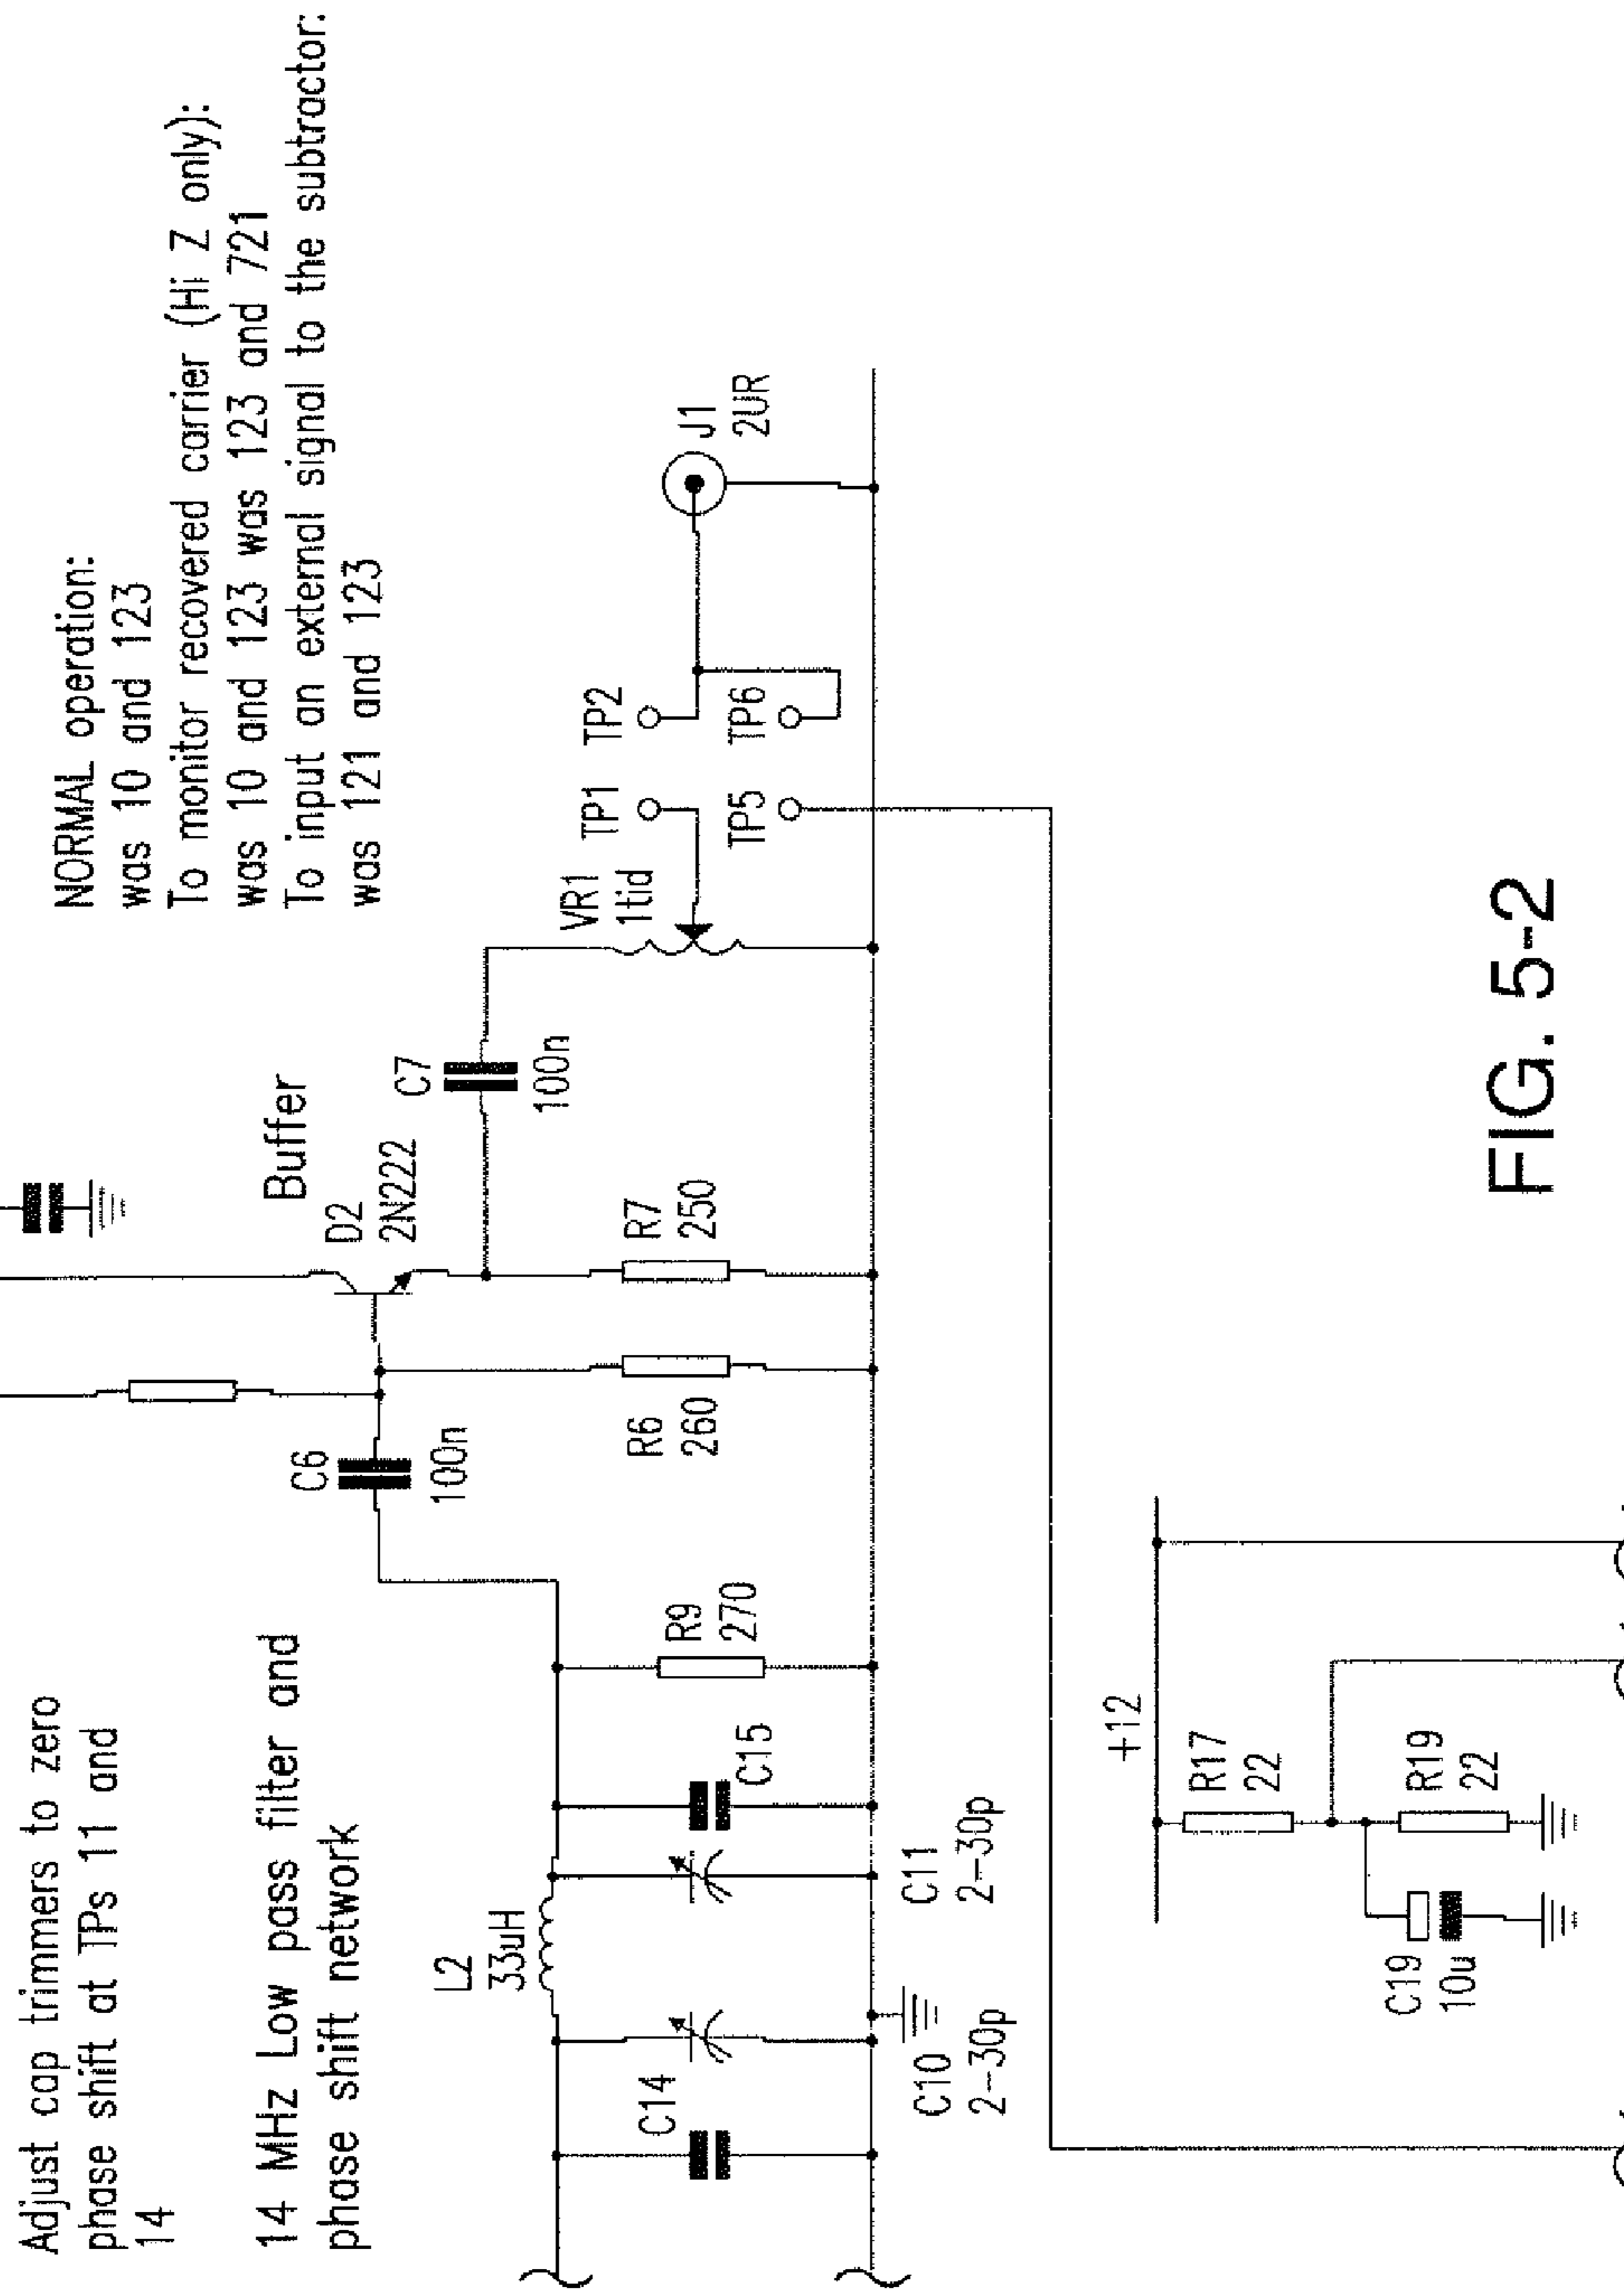 Adjust cap trimmers to zero
phase shift at TPs 11 and
14
14 MHz Low pass filter and
phase shift network
NORMAL operation:
was 10 and 123
To monitor recovered carrier (Hi Z only):
was 10 and 123 was 123 and 721
To input an external signal to the subtractor:
was 121 and 123
Buffer
D2
2N222
C6
100n
C7
100n
L2
33uH
C14
C10
2-30p
C11
2-30p
C15
R9
270
R6
260
R7
250
VR1
1tid
TP1
TP2
TP5
TP6
J1
2UR
+12
R17
22
R19
22
C19
10u
FIG. 5-2